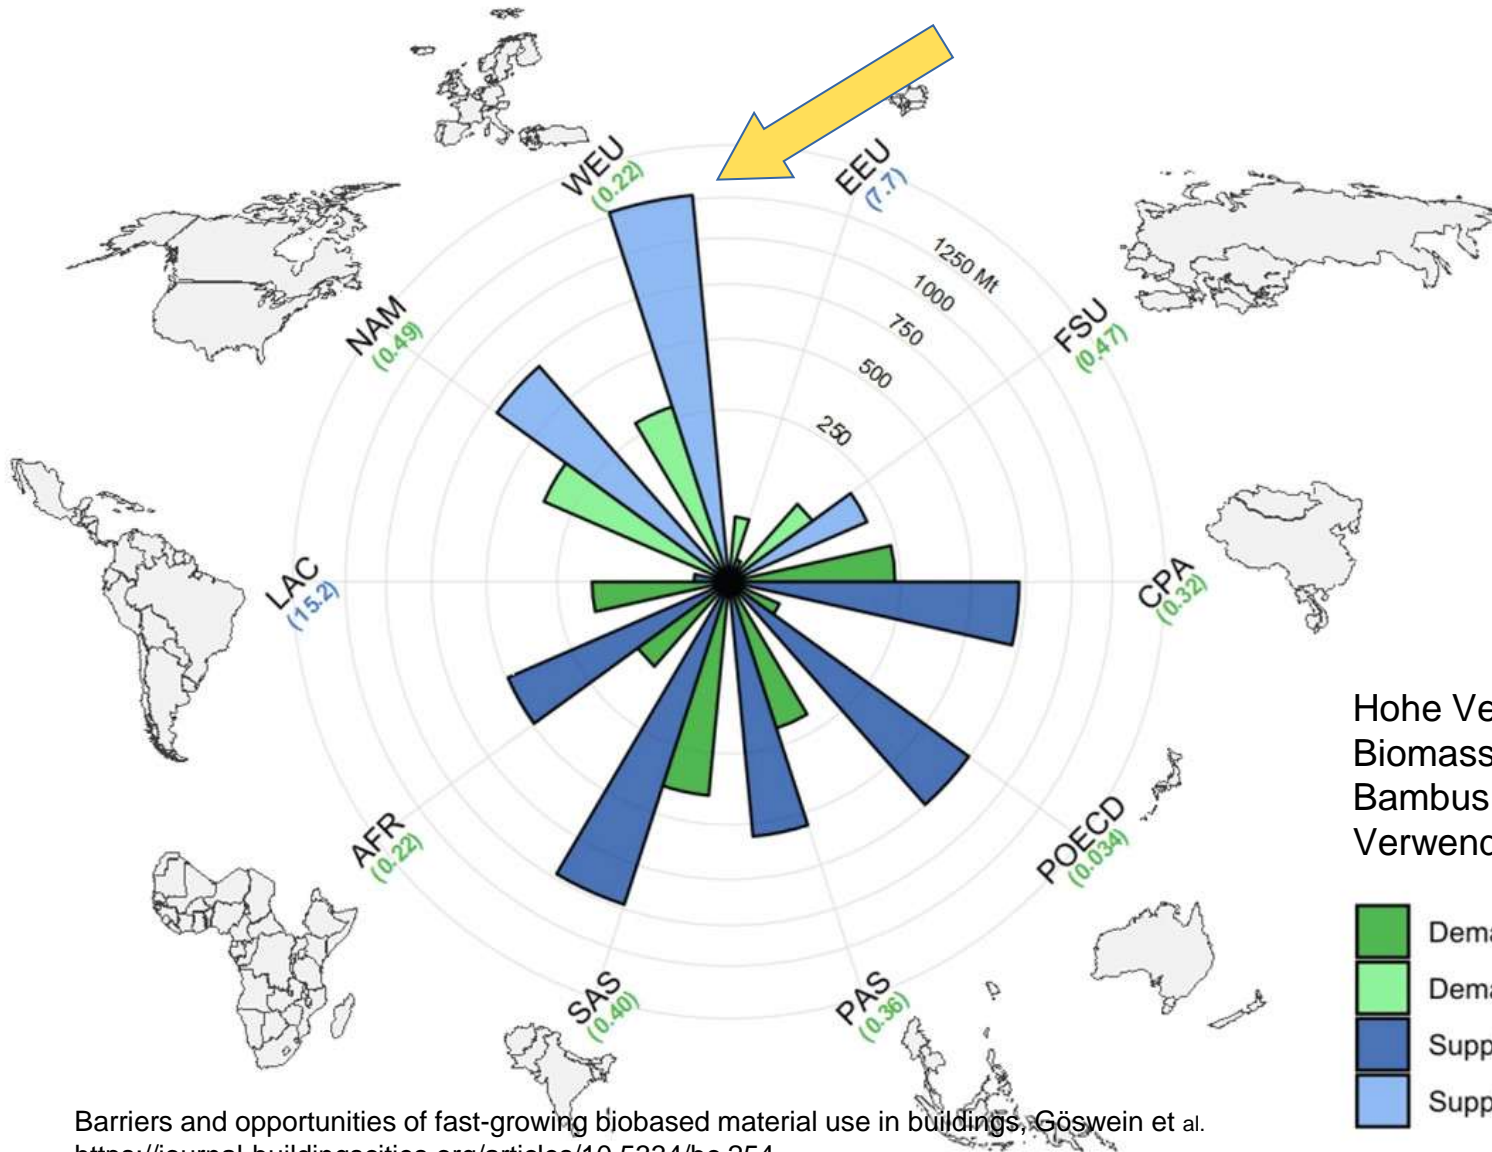 WEU
(0.22)
EEU
(7.7)
1250 Mt
1000
750
500
250
NAM
(0.49)
FSU
(0.47)
LAC
(15.2)
CPA
(0.32)
AFR
(0.22)
POECD
(0.034)
SAS
(0.40)
PAS
(0.36)
Hohe Ve
Biomass
Bambus
Verwend
Dema
Dema
Supp
Supp
Barriers and opportunities of fast-growing biobased material use in buildings, Göswein et al.